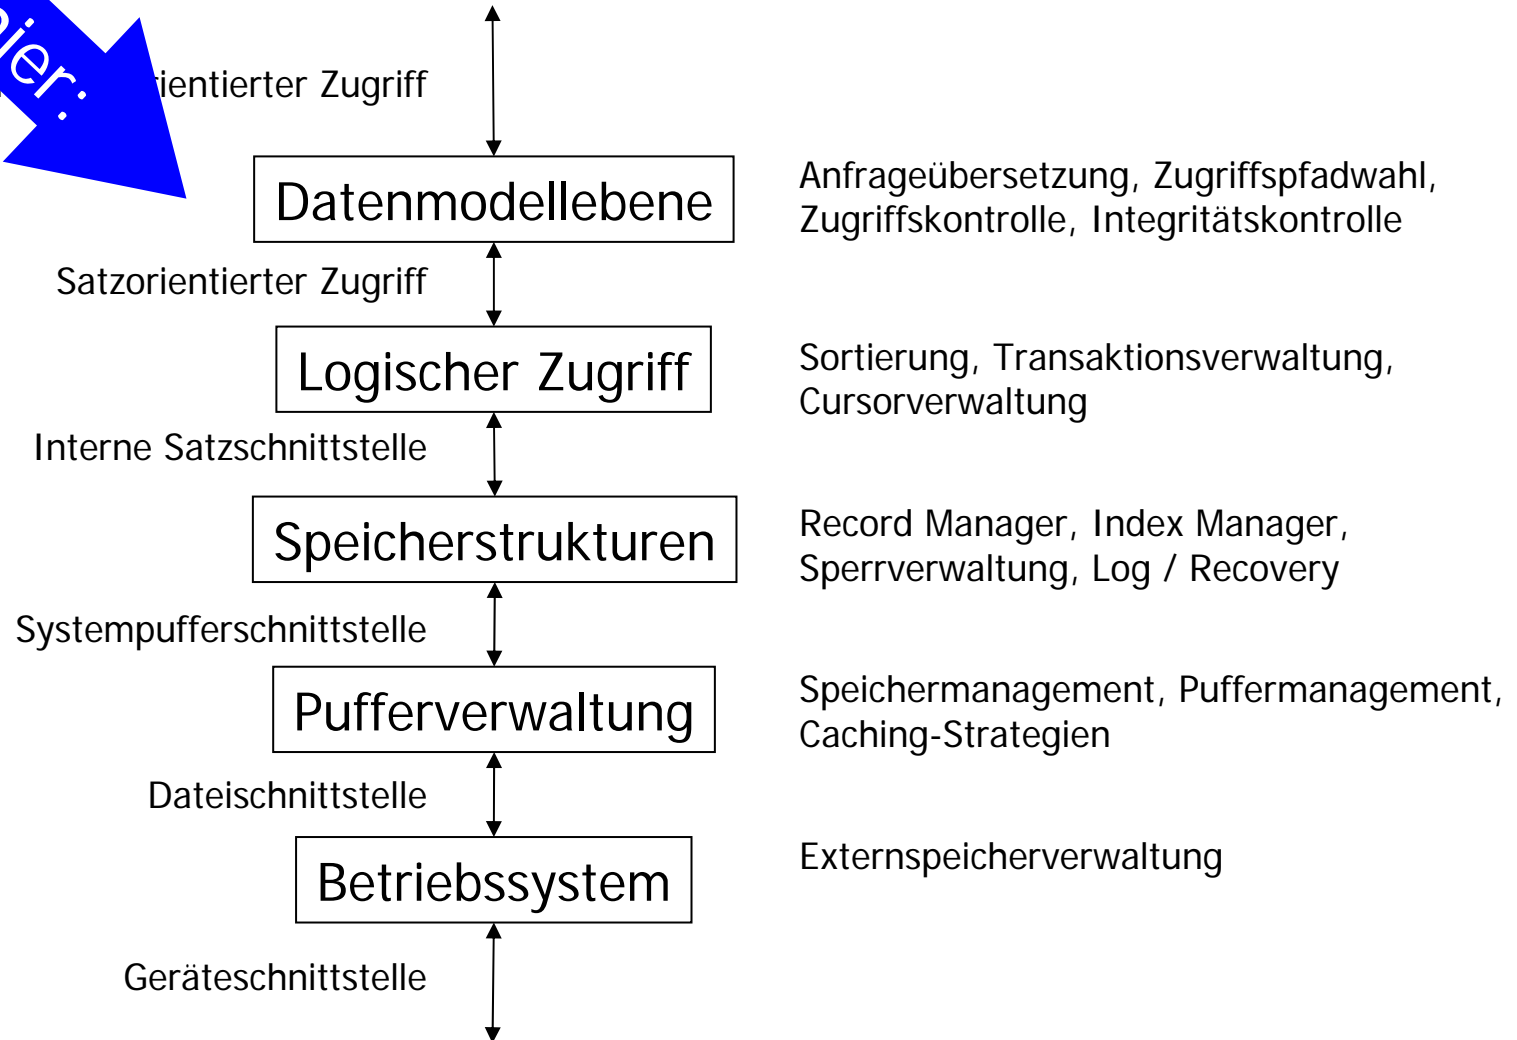 hier:
ientierter Zugriff
Datenmodellebene
Anfrageübersetzung, Zugriffspfadwahl,
Zugriffskontrolle, Integritätskontrolle
Satzorientierter Zugriff
Logischer Zugriff
Sortierung, Transaktionsverwaltung,
Cursorverwaltung
Interne Satzschnittstelle
Speicherstrukturen
Record Manager, Index Manager,
Sperrverwaltung, Log / Recovery
Systempufferschnittstelle
Pufferverwaltung
Speichermanagement, Puffermanagement,
Caching-Strategien
Dateischnittstelle
Betriebssystem
Externspeicherverwaltung
Geräteschnittstelle